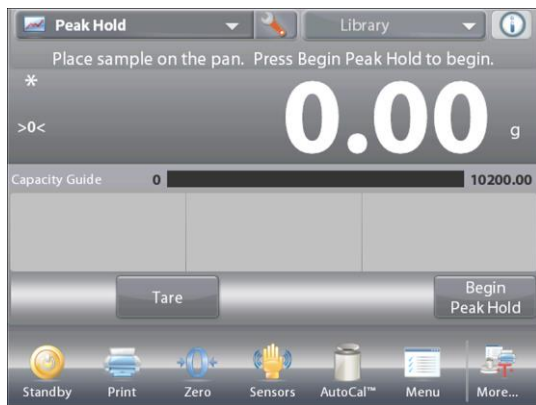 Peak Hold
Library
Place sample on the pan. Press Begin Peak Hold to begin.
*
>0<
0.00 g
Capacity Guide 0 10200.00
Tare
Begin
Peak Hold
>0<
Standby Print Zero Sensors AutoCal™ Menu More...